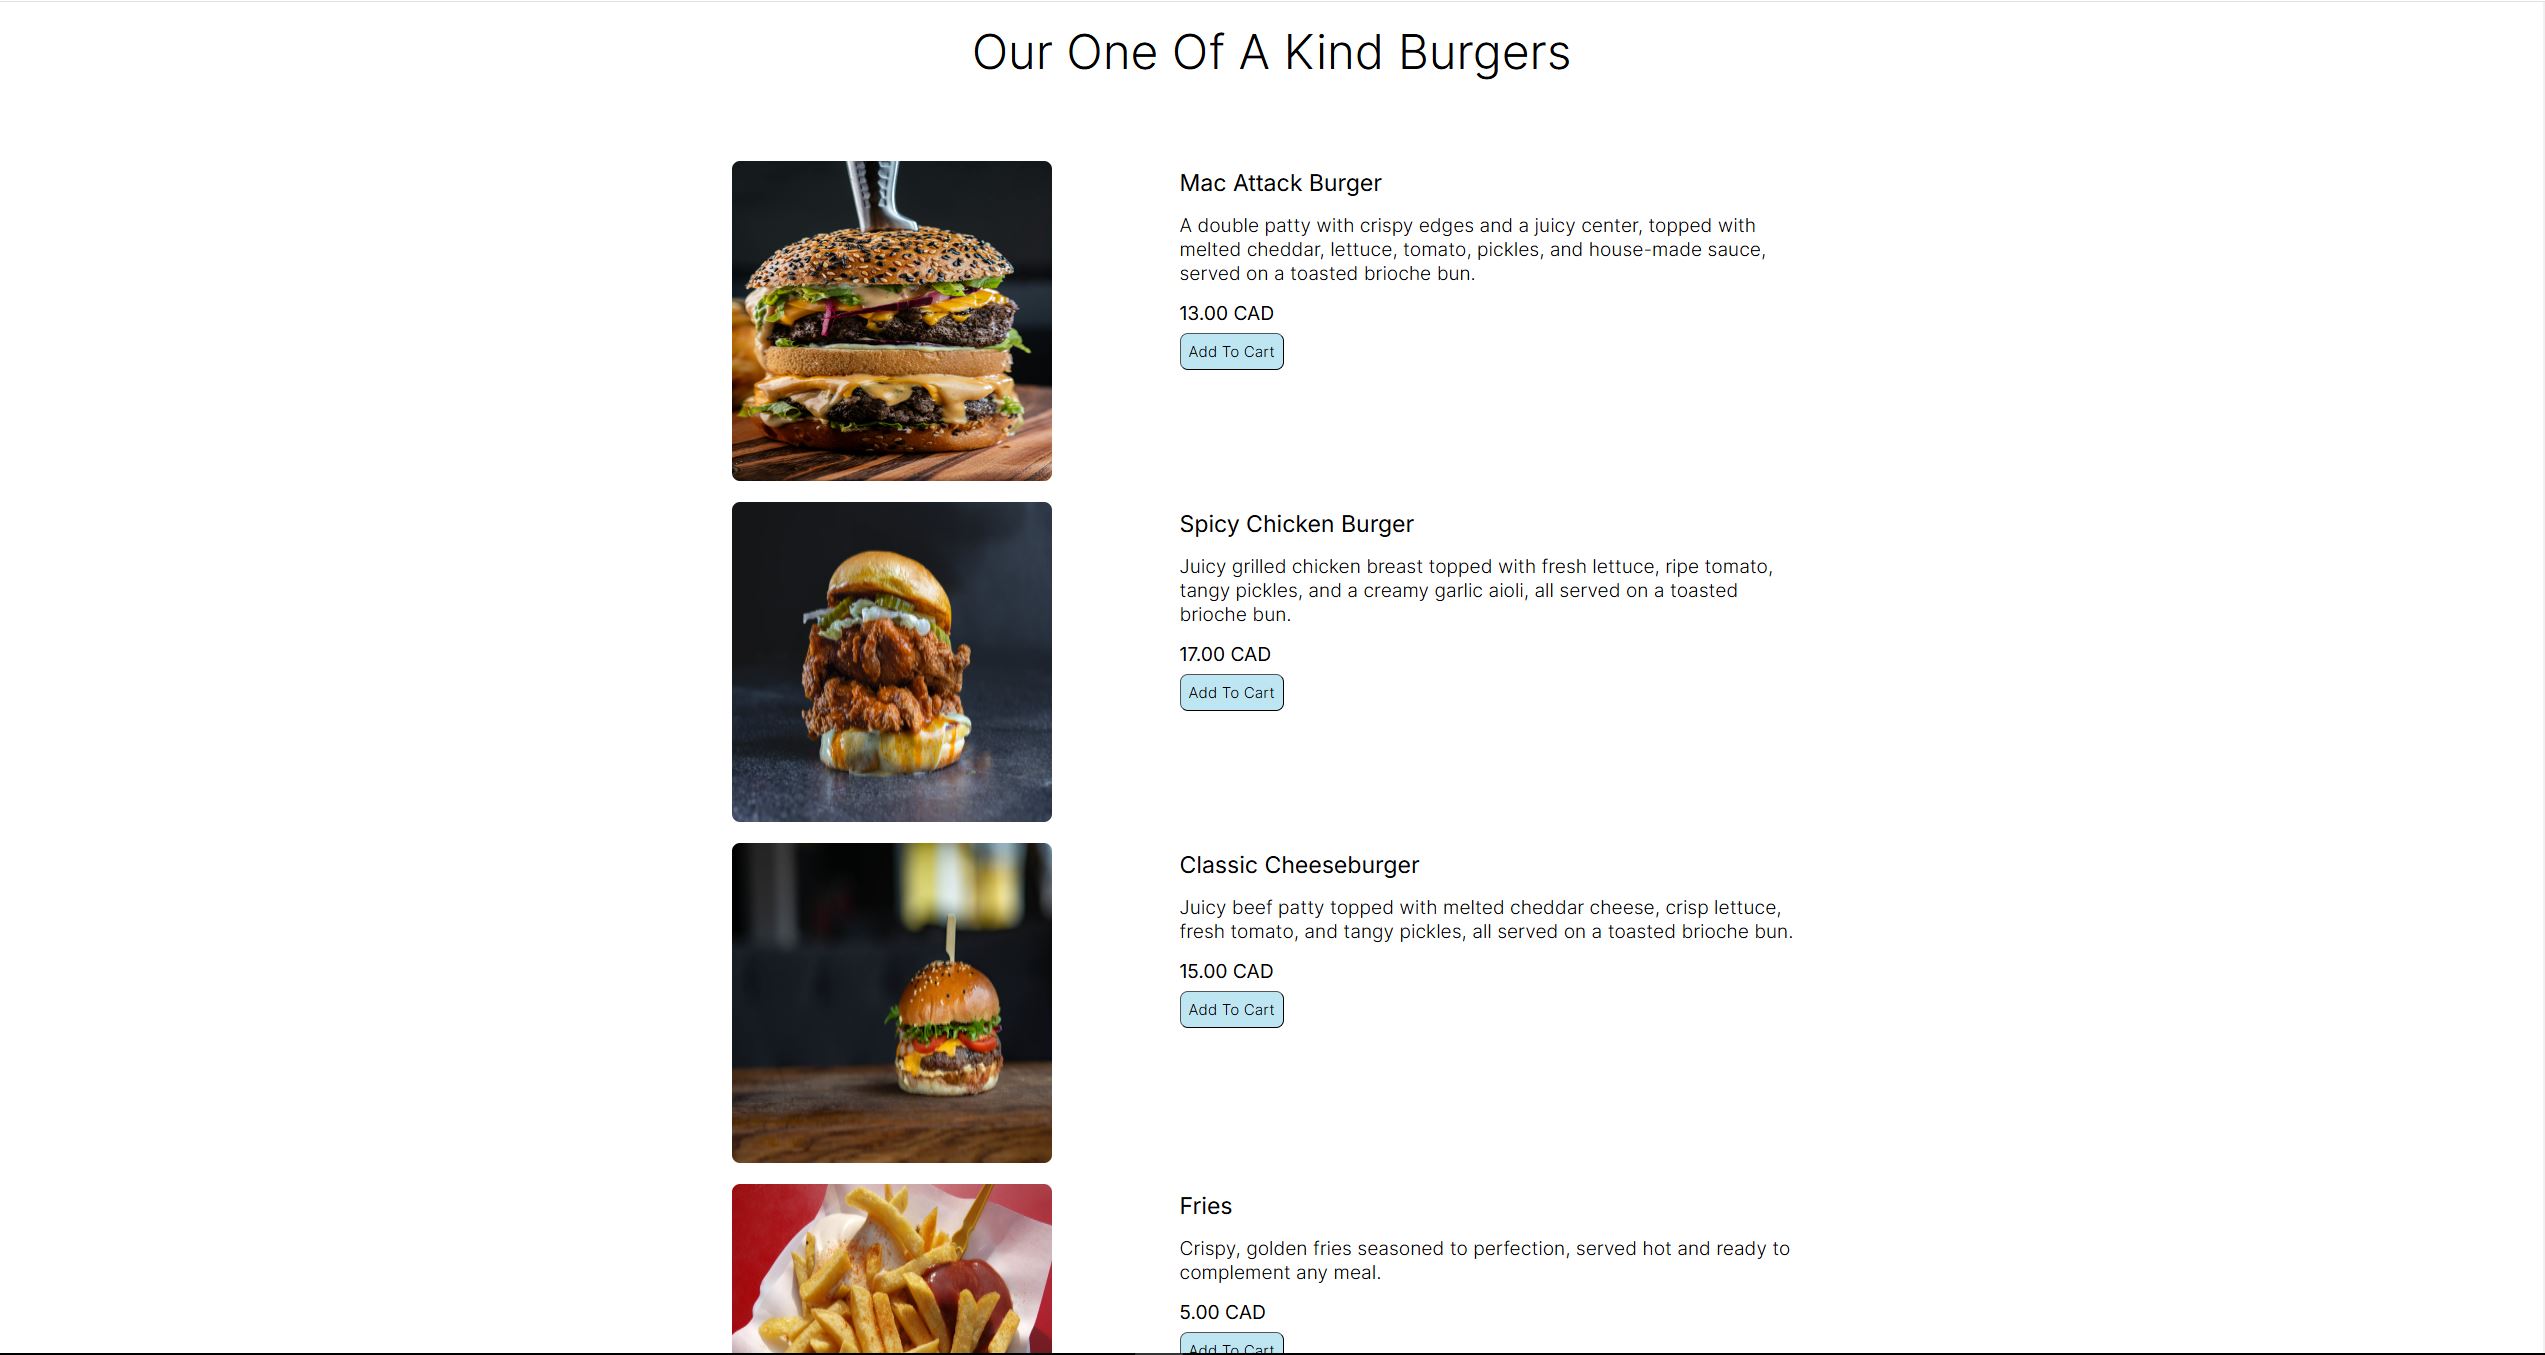 Our One Of A Kind Burgers
Mac Attack Burger
A double patty with crispy edges and a juicy center, topped with
melted cheddar, lettuce, tomato, pickles, and house-made sauce,
served on a toasted brioche bun.
13.00 CAD
Add To Cart
Spicy Chicken Burger
Juicy grilled chicken breast topped with fresh lettuce, ripe tomato,
tangy pickles, and a creamy garlic aioli, all served on a toasted
brioche bun.
17.00 CAD
Add To Cart
Classic Cheeseburger
Juicy beef patty topped with melted cheddar cheese, crisp lettuce,
fresh tomato, and tangy pickles, all served on a toasted brioche bun.
15.00 CAD
Add To Cart
Fries
Crispy, golden fries seasoned to perfection, served hot and ready to
complement any meal.
5.00 CAD
Add To Cart